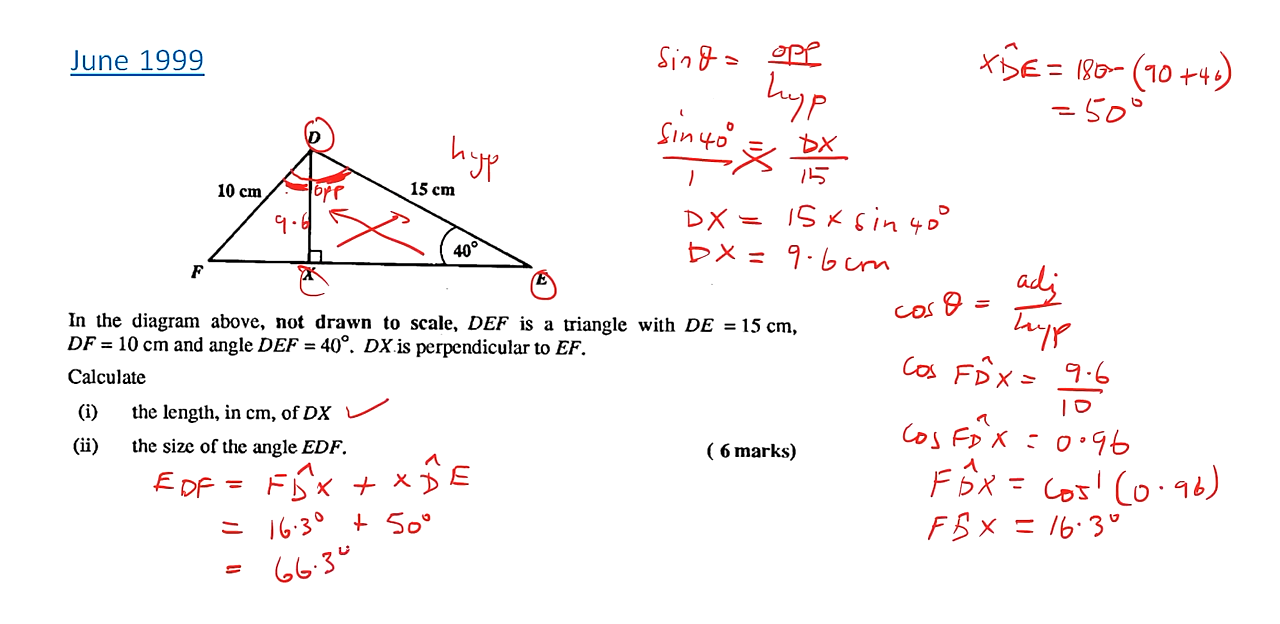 June 1999
D
hyp
10 cm
opp
15 cm
9.6
40°
F
X
E
In the diagram above, not drawn to scale, DEF is a triangle with DE = 15 cm,
DF = 10 cm and angle DEF = 40°. DX is perpendicular to EF.
Calculate
(i) the length, in cm, of DX ✓
(ii) the size of the angle EDF.
( 6 marks)
EDF = FD̂X + XD̂E
= 16.3° + 50°
= 66.3°
sin θ = opp/hyp
sin 40°/1 = DX/15
DX = 15 × sin 40°
DX = 9.6 cm
XD̂E = 180 - (90 + 40)
= 50°
cos θ = adj/hyp
cos FD̂X = 9.6/10
cos FD̂X = 0.96
FD̂X = cos⁻¹(0.96)
FD̂X = 16.3°